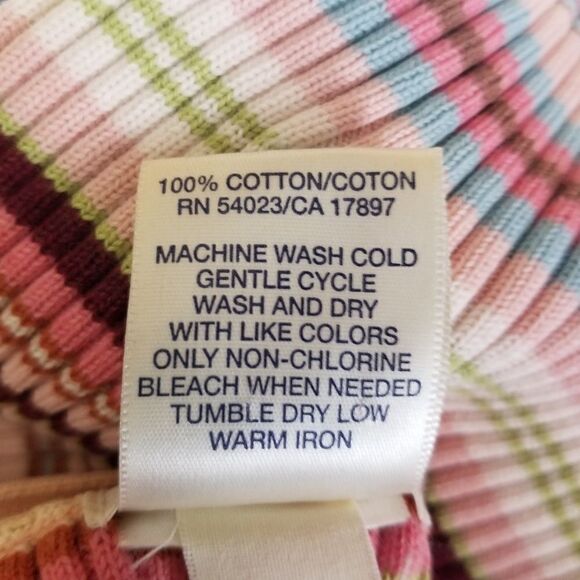 100% COTTON/COTON
RN 54023/CA 17897
MACHINE WASH COLD
GENTLE CYCLE
WASH AND DRY
WITH LIKE COLORS
ONLY NON-CHLORINE
BLEACH WHEN NEEDED
TUMBLE DRY LOW
WARM IRON